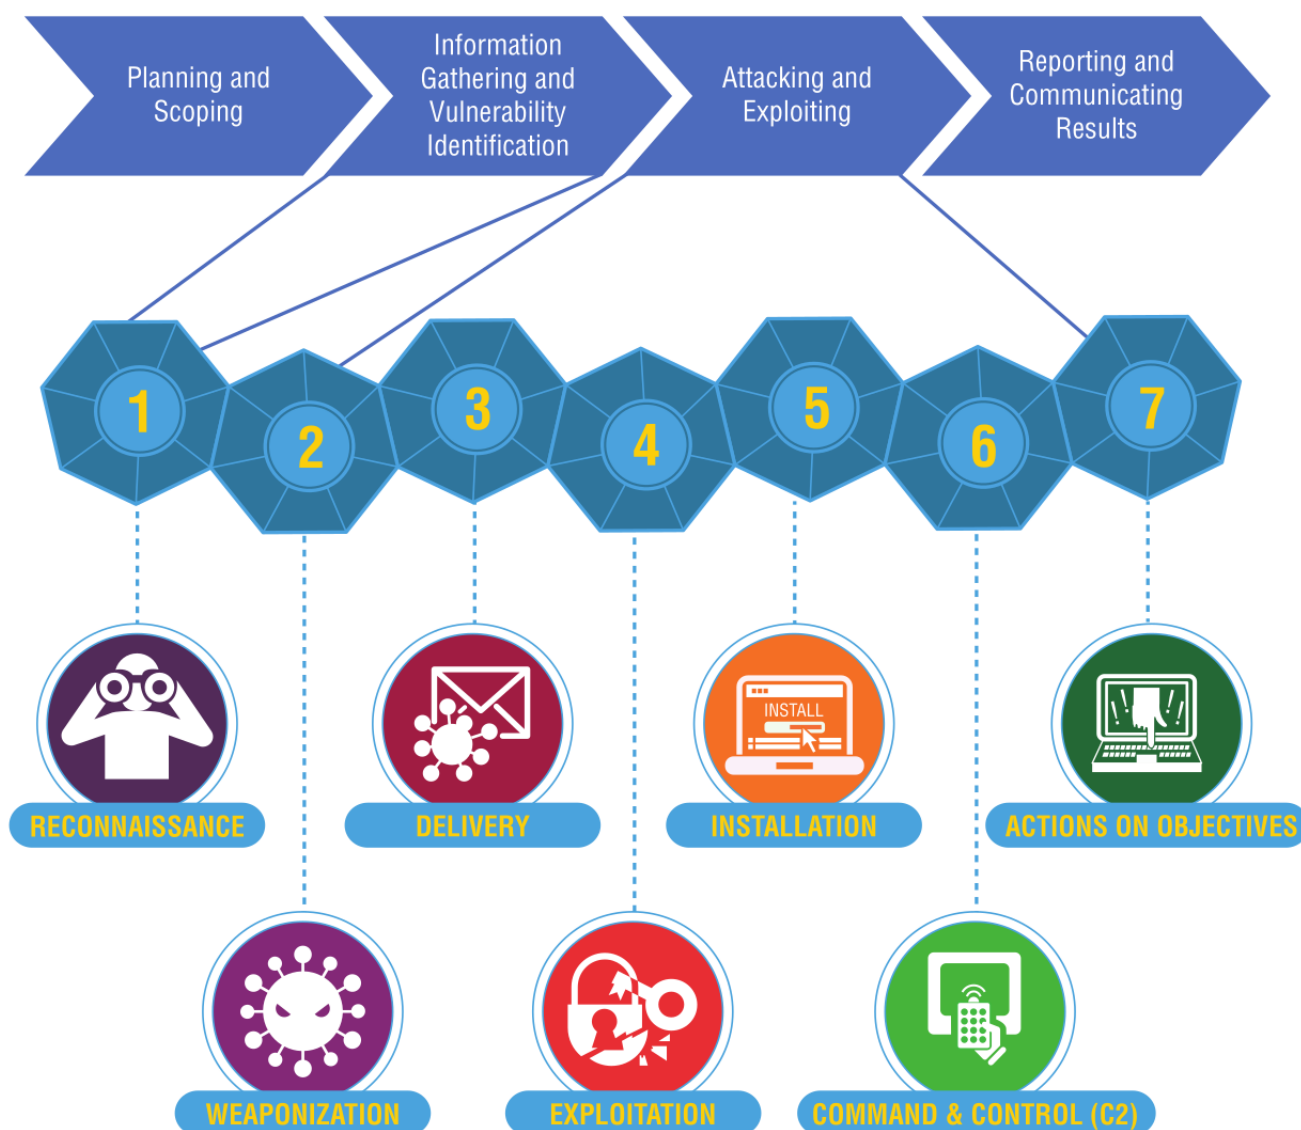 Planning and
Scoping
Information
Gathering and
Vulnerability
Identification
Attacking and
Exploiting
Reporting and
Communicating
Results
1
2
3
4
5
6
7
RECONNAISSANCE
DELIVERY
INSTALL
INSTALLATION
ACTIONS ON OBJECTIVES
WEAPONIZATION
EXPLOITATION
COMMAND & CONTROL (C2)